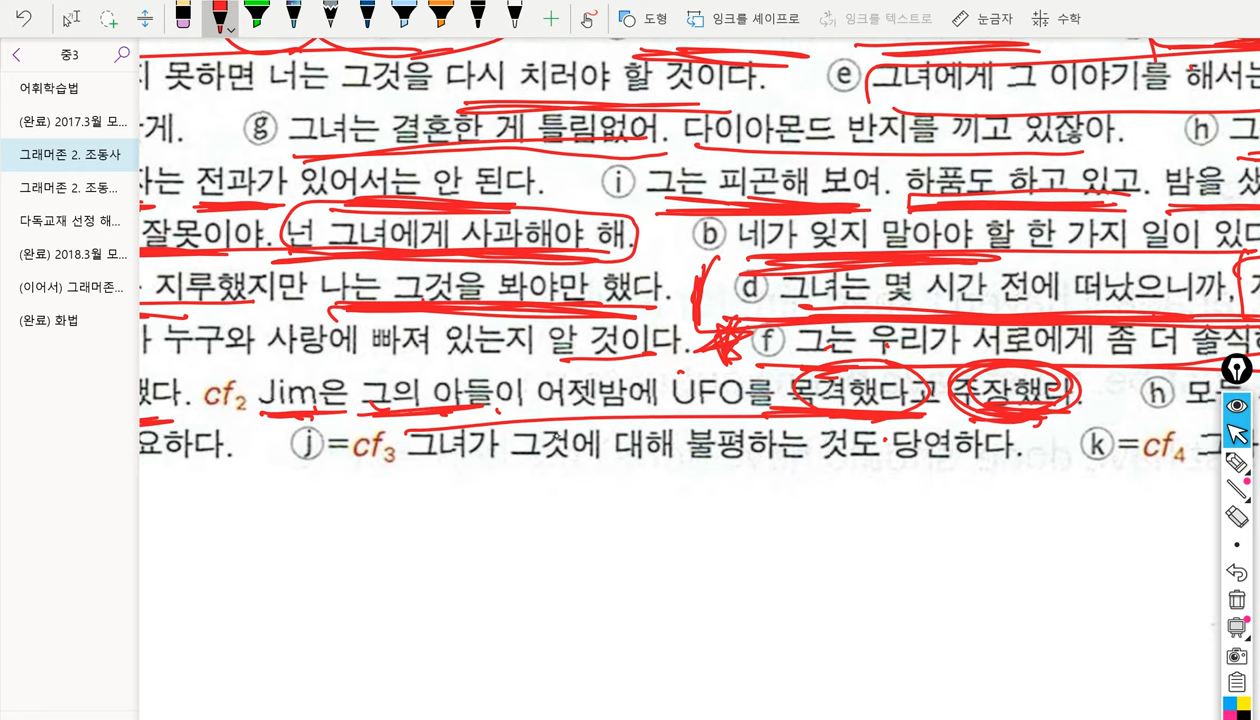 도형
잉크를 셰이프로
잉크를 텍스트로
눈금자
수학
중3
어휘학습법
(완료) 2017.3월 모...
그래머존 2. 조동사
그래머존 2. 조동...
다독교재 선정 해...
(완료) 2018.3월 모...
(이어서) 그래머존...
(완료) 화법
못하면 너는 그것을 다시 치러야 할 것이다. ⓔ 그녀에게 그 이야기를 해서는
게. ⓖ 그녀는 결혼한 게 틀림없어. 다이아몬드 반지를 끼고 있잖아. ⓗ 그
는 전과가 있어서는 안 된다. ⓘ 그는 피곤해 보여. 하품도 하고 있고. 밤을
잘못이야. 넌 그녀에게 사과해야 해. ⓑ 네가 잊지 말아야 할 한 가지 일이 있다
지루했지만 나는 그것을 봐야만 했다. ⓓ 그녀는 몇 시간 전에 떠났으니까,
누구와 사랑에 빠져 있는지 알 것이다. ⓕ 그는 우리가 서로에게 좀 더 솔직
했다. cf₂ Jim은 그의 아들이 어젯밤에 UFO를 목격했다고 주장했다. ⓗ 모
요하다. ⓙ=cf₃ 그녀가 그것에 대해 불평하는 것도 당연하다. ⓚ=cf₄ 그